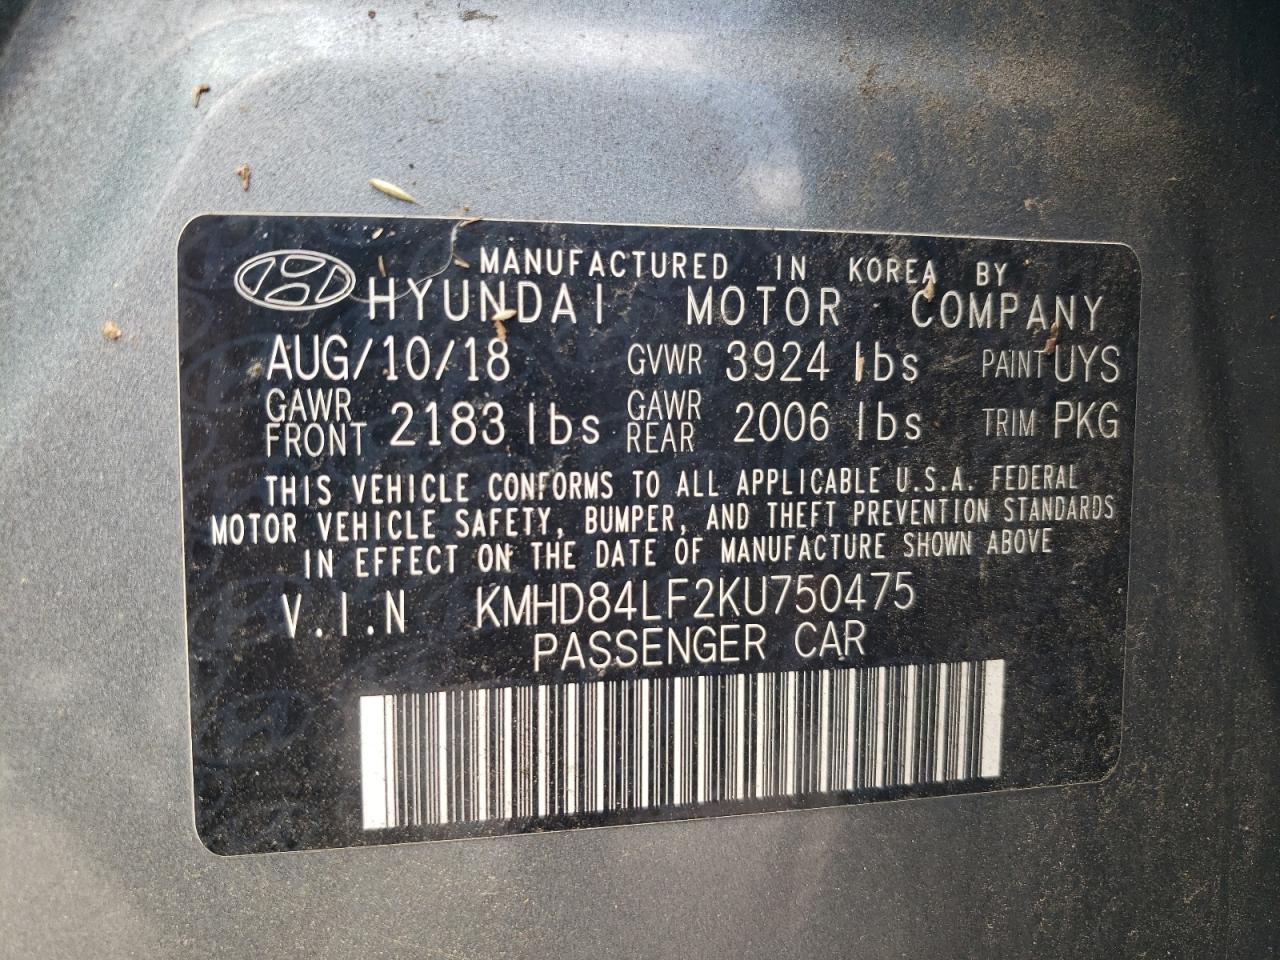 MANUFACTURED IN KOREA BY
HYUNDAI MOTOR COMPANY
AUG/10/18 GVWR 3924 lbs PAINT UYS
GAWR FRONT 2183 lbs GAWR REAR 2006 lbs TRIM PKG
THIS VEHICLE CONFORMS TO ALL APPLICABLE U.S.A. FEDERAL
MOTOR VEHICLE SAFETY, BUMPER, AND THEFT PREVENTION STANDARDS
IN EFFECT ON THE DATE OF MANUFACTURE SHOWN ABOVE
V.I.N KMHD84LF2KU750475
PASSENGER CAR